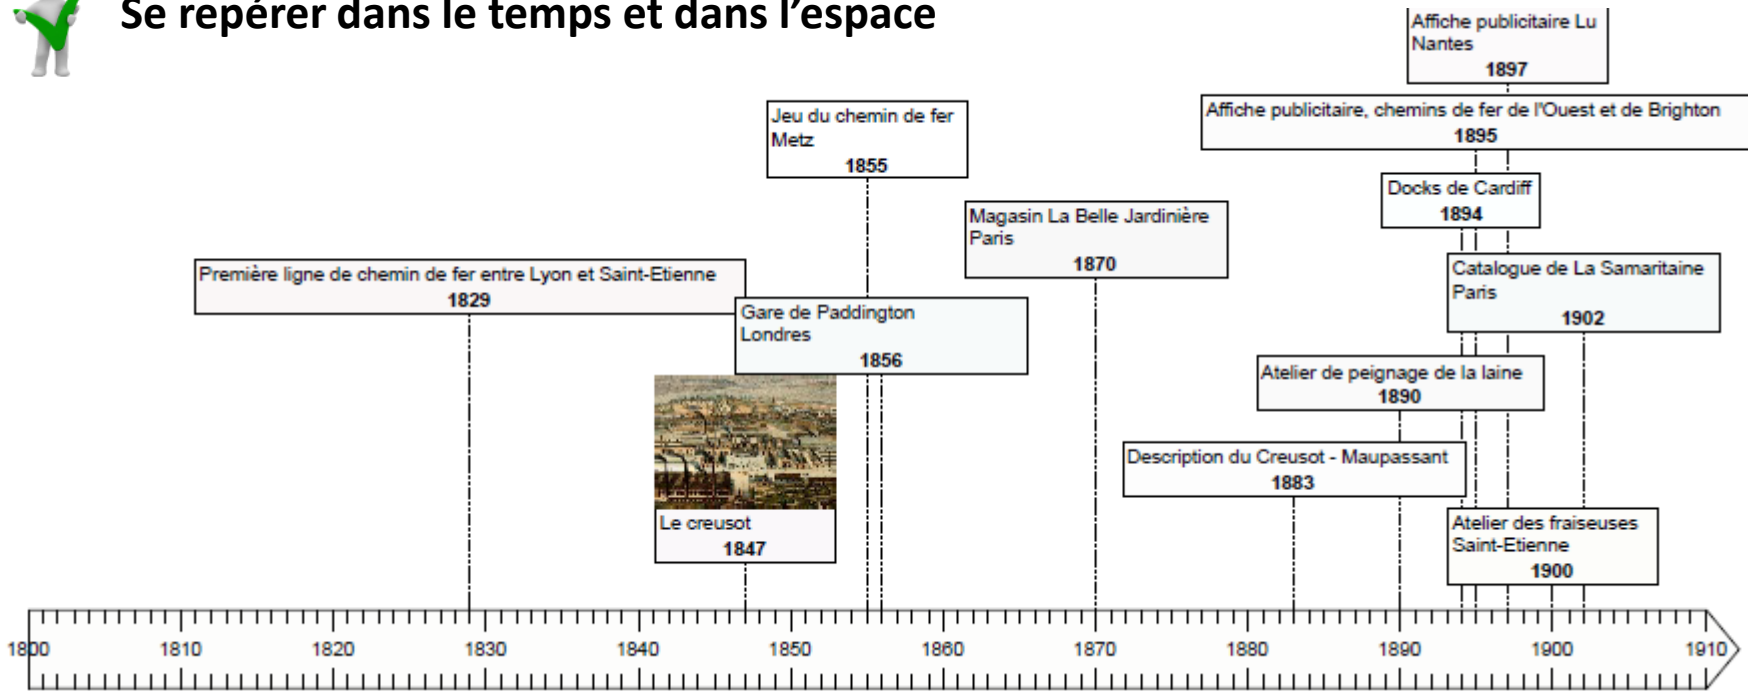 Se repérer dans le temps et dans l'espace
Affiche publicitaire Lu
Nantes
1897
Affiche publicitaire, chemins de fer de l'Ouest et de Brighton
1895
Jeu du chemin de fer
Metz
1855
Docks de Cardiff
1894
Magasin La Belle Jardinière
Paris
1870
Première ligne de chemin de fer entre Lyon et Saint-Etienne
1829
Catalogue de La Samaritaine
Paris
1902
Gare de Paddington
Londres
1856
Atelier de peignage de la laine
1890
Description du Creusot - Maupassant
1883
Le creusot
1847
Atelier des fraiseuses
Saint-Etienne
1900
1800 1810 1820 1830 1840 1850 1860 1870 1880 1890 1900 1910